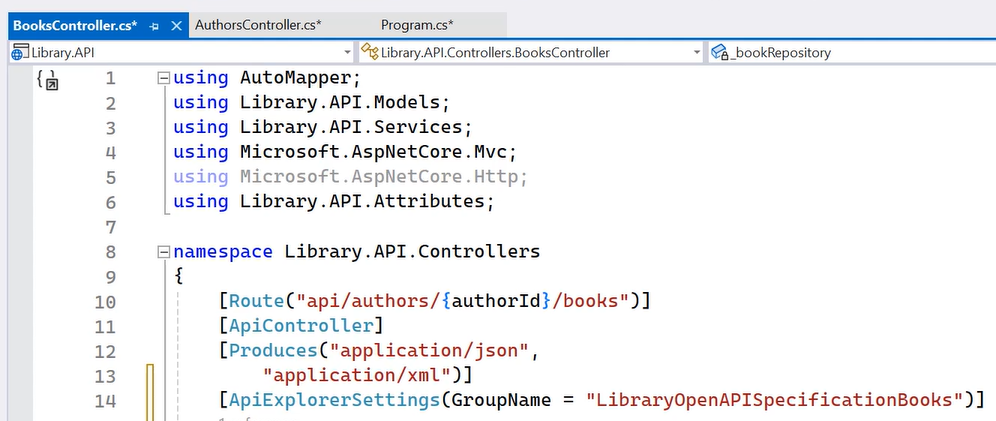 BooksController.cs*
AuthorsController.cs*
Program.cs*
Library.API
Library.API.Controllers.BooksController
_bookRepository
1 using AutoMapper;
2 using Library.API.Models;
3 using Library.API.Services;
4 using Microsoft.AspNetCore.Mvc;
5 using Microsoft.AspNetCore.Http;
6 using Library.API.Attributes;
7
8 namespace Library.API.Controllers
9 {
10 [Route("api/authors/{authorId}/books")]
11 [ApiController]
12 [Produces("application/json",
13 "application/xml")]
14 [ApiExplorerSettings(GroupName = "LibraryOpenAPISpecificationBooks")]